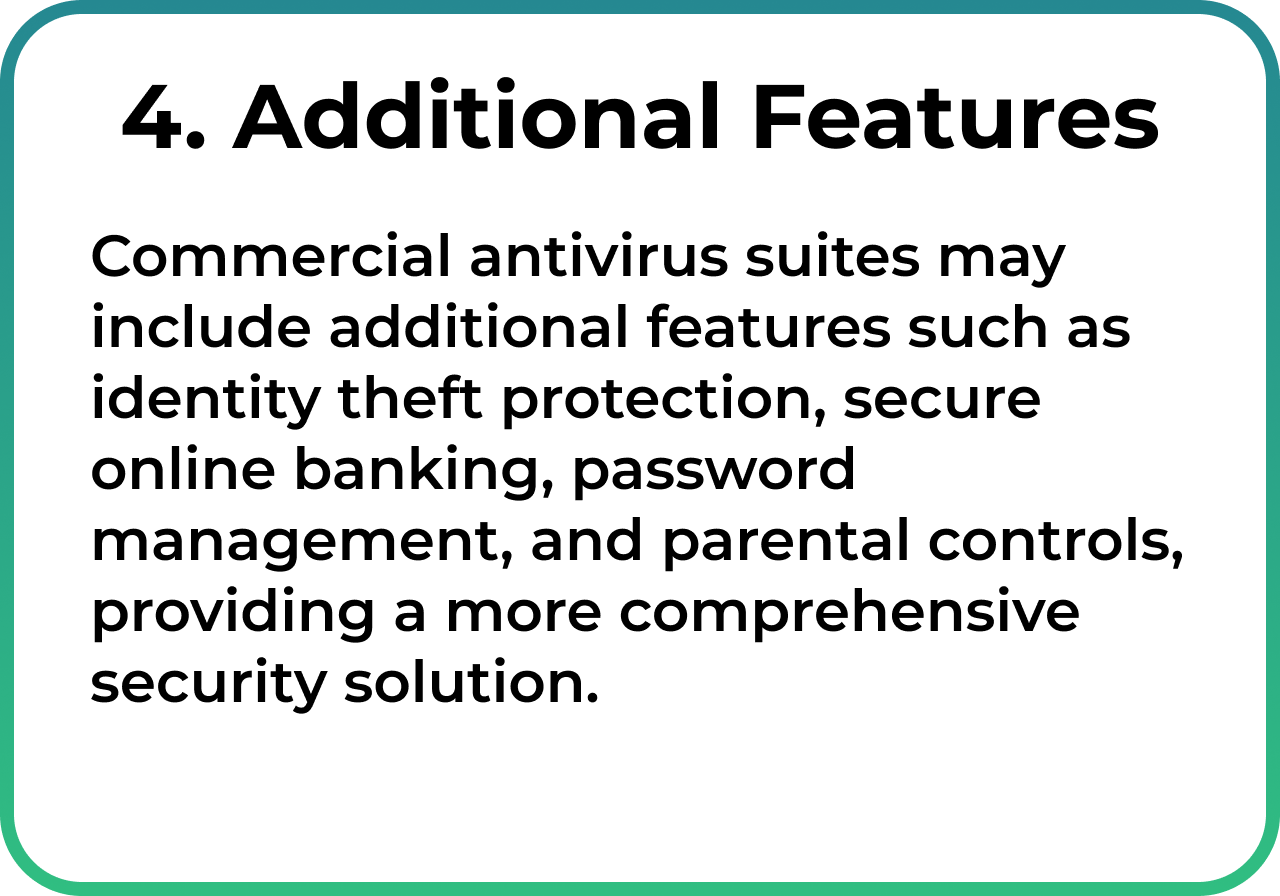 4. Additional Features
Commercial antivirus suites may
include additional features such as
identity theft protection, secure
online banking, password
management, and parental controls,
providing a more comprehensive
security solution.